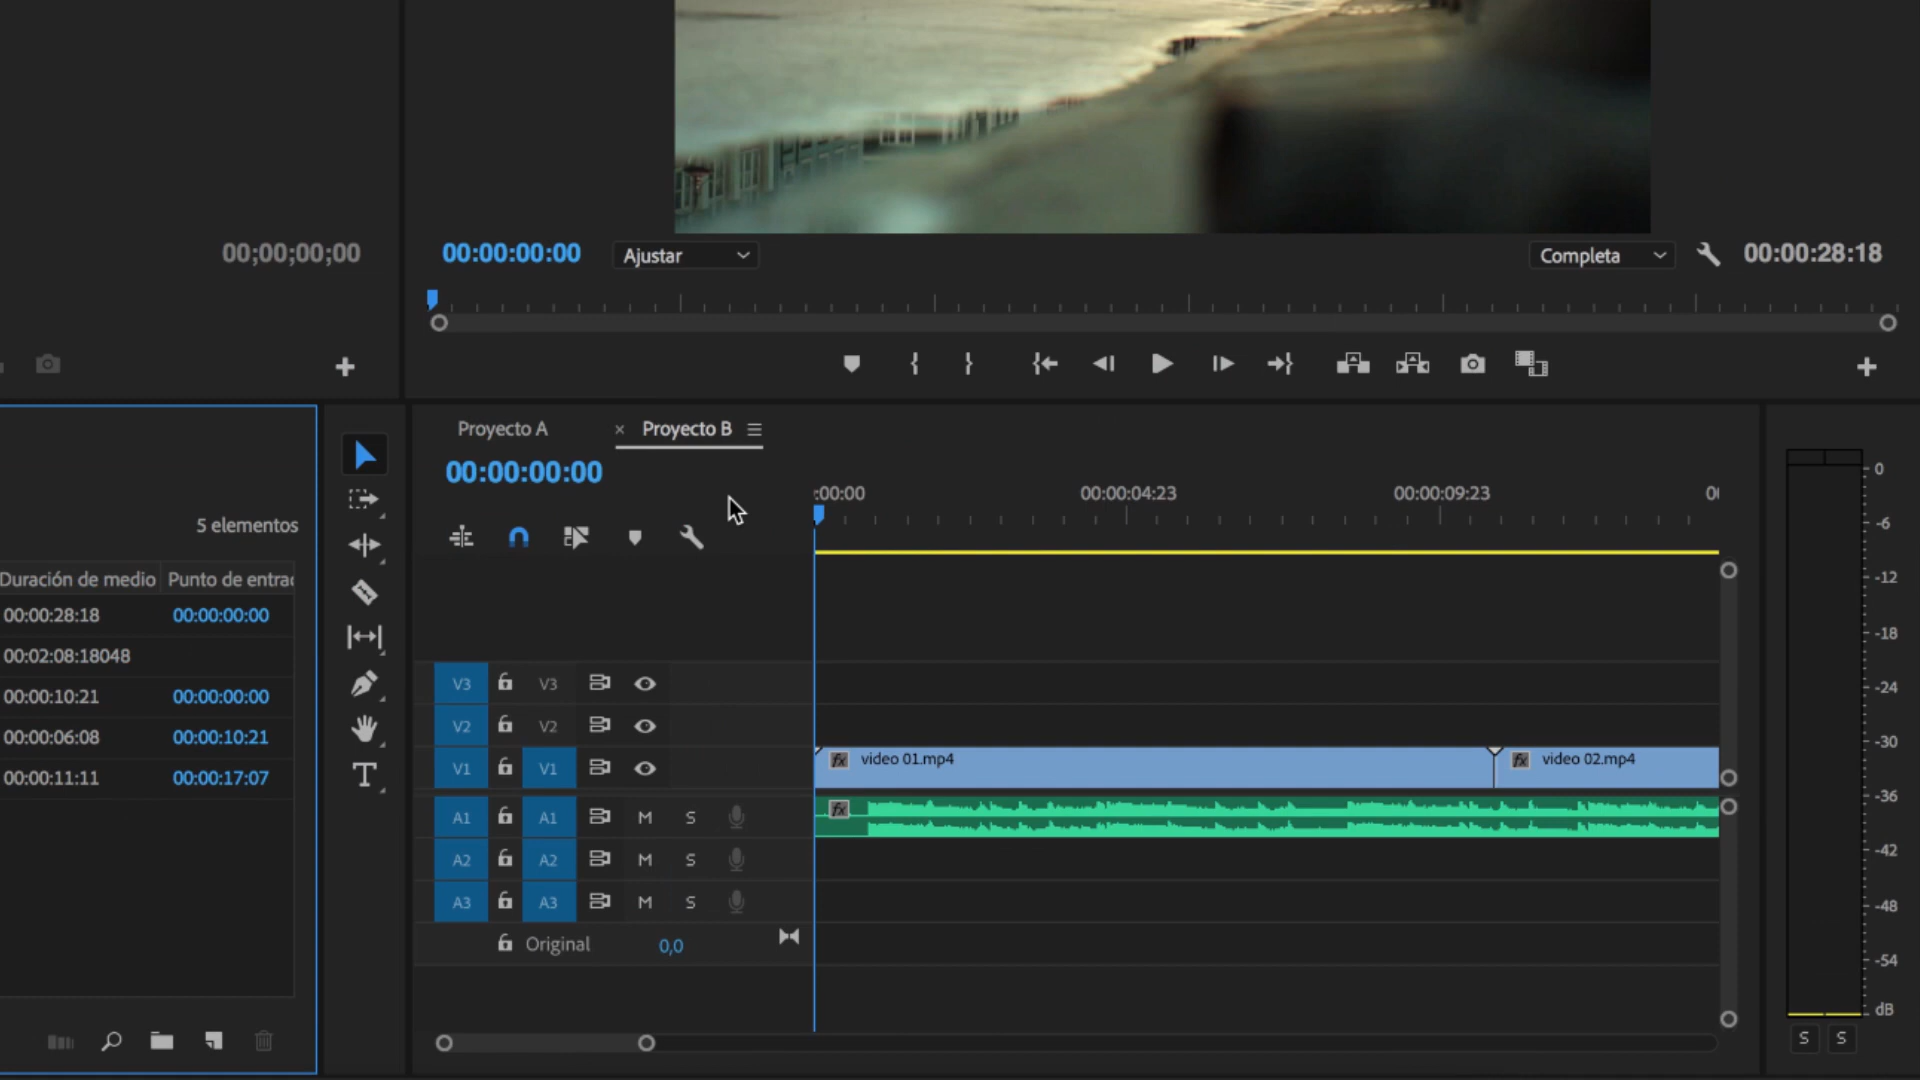 00;00;00;00
00:00:00:00
Ajustar
Completa
00:00:28:18
Proyecto A
× Proyecto B
00:00:00:00
:00:00
00:00:04:23
00:00:09:23
5 elementos
Duración de medio
Punto de entra
00:00:28:18
00:00:00:00
00:02:08:18048
00:00:10:21
00:00:00:00
00:00:06:08
00:00:10:21
00:00:11:11
00:00:17:07
V3 V3
V2 V2
V1 V1
fx video 01.mp4
fx video 02.mp4
A1 A1 M S
fx
A2 A2 M S
A3 A3 M S
Original 0,0
0
-6
-12
-18
-24
-30
-36
-42
-48
-54
dB
S S